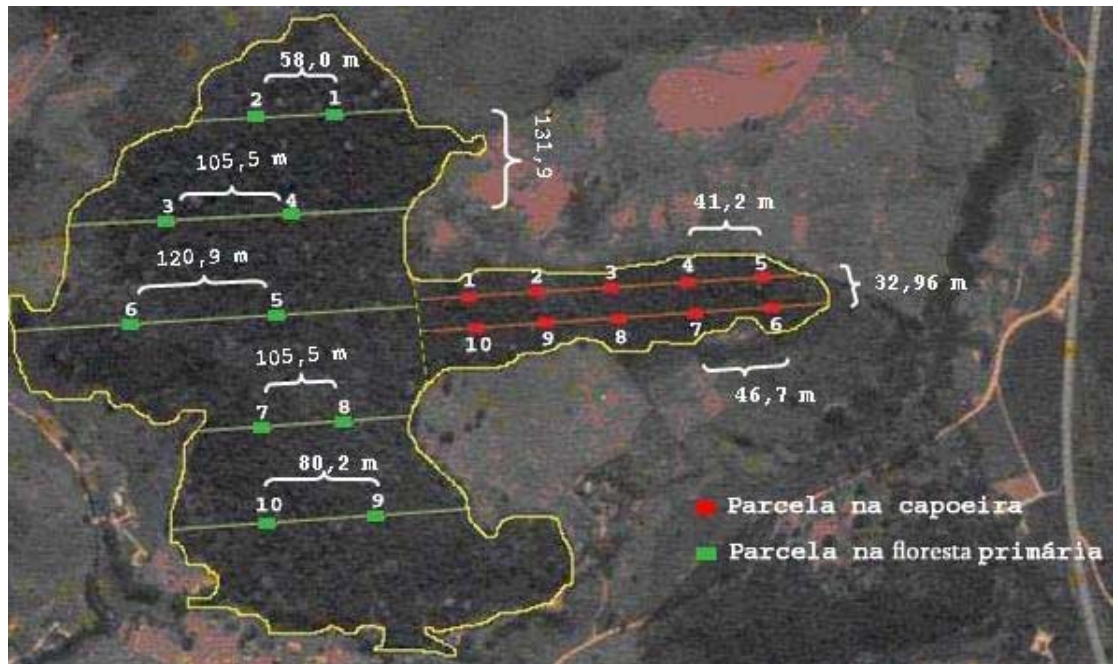 58,0 m
2 1
131,9
105,5 m
3 4
41,2 m
120,9 m
1 2 3 4 5
32,96 m
6 5
10 9 8 7 6
105,5 m
46,7 m
7 8
80,2 m
10 9
Parcela na capoeira
Parcela na floresta primária